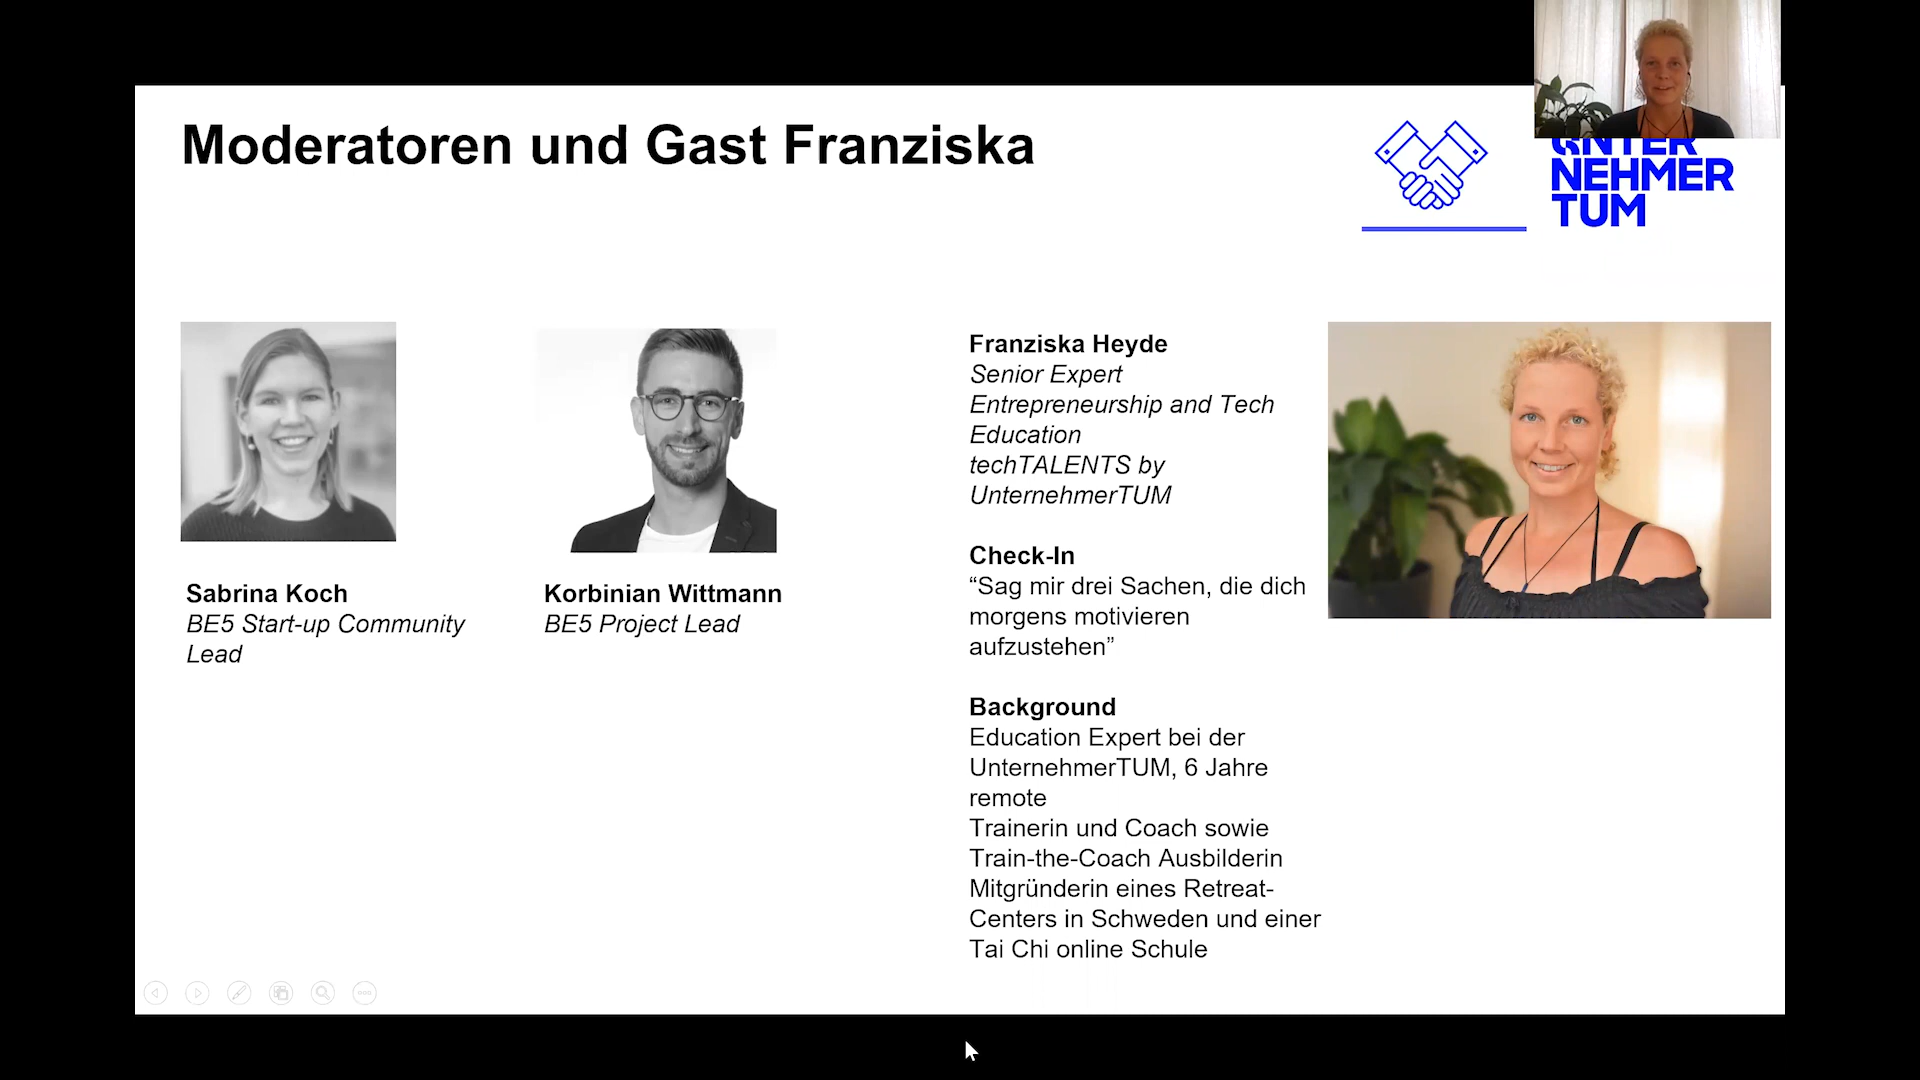 Moderatoren und Gast Franziska
UNTER
NEHMER
TUM
Sabrina Koch
BE5 Start-up Community
Lead
Korbinian Wittmann
BE5 Project Lead
Franziska Heyde
Senior Expert
Entrepreneurship and Tech
Education
techTALENTS by
UnternehmerTUM
Check-In
“Sag mir drei Sachen, die dich
morgens motivieren
aufzustehen”
Background
Education Expert bei der
UnternehmerTUM, 6 Jahre
remote
Trainerin und Coach sowie
Train-the-Coach Ausbilderin
Mitgründerin eines Retreat-
Centers in Schweden und einer
Tai Chi online Schule